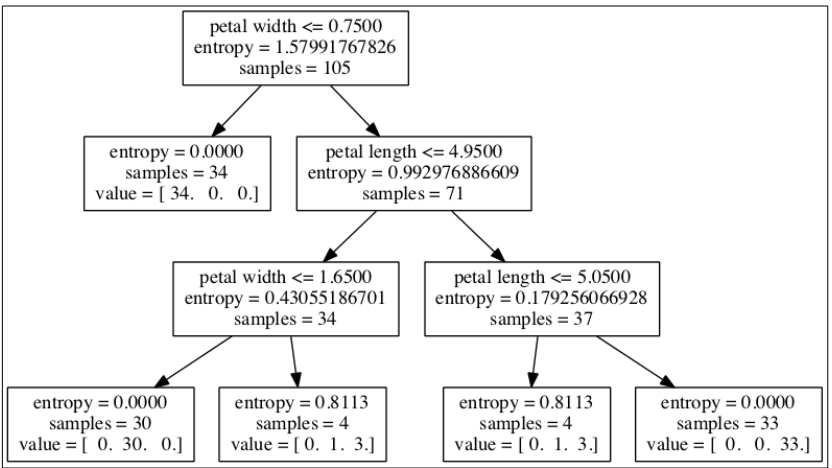 petal width <= 0.7500
entropy = 1.57991767826
samples = 105
entropy = 0.0000
samples = 34
value = [ 34. 0. 0.]
petal length <= 4.9500
entropy = 0.992976886609
samples = 71
petal width <= 1.6500
entropy = 0.43055186701
samples = 34
petal length <= 5.0500
entropy = 0.179256066928
samples = 37
entropy = 0.0000
samples = 30
value = [ 0. 30. 0.]
entropy = 0.8113
samples = 4
value = [ 0. 1. 3.]
entropy = 0.8113
samples = 4
value = [ 0. 1. 3.]
entropy = 0.0000
samples = 33
value = [ 0. 0. 33.]